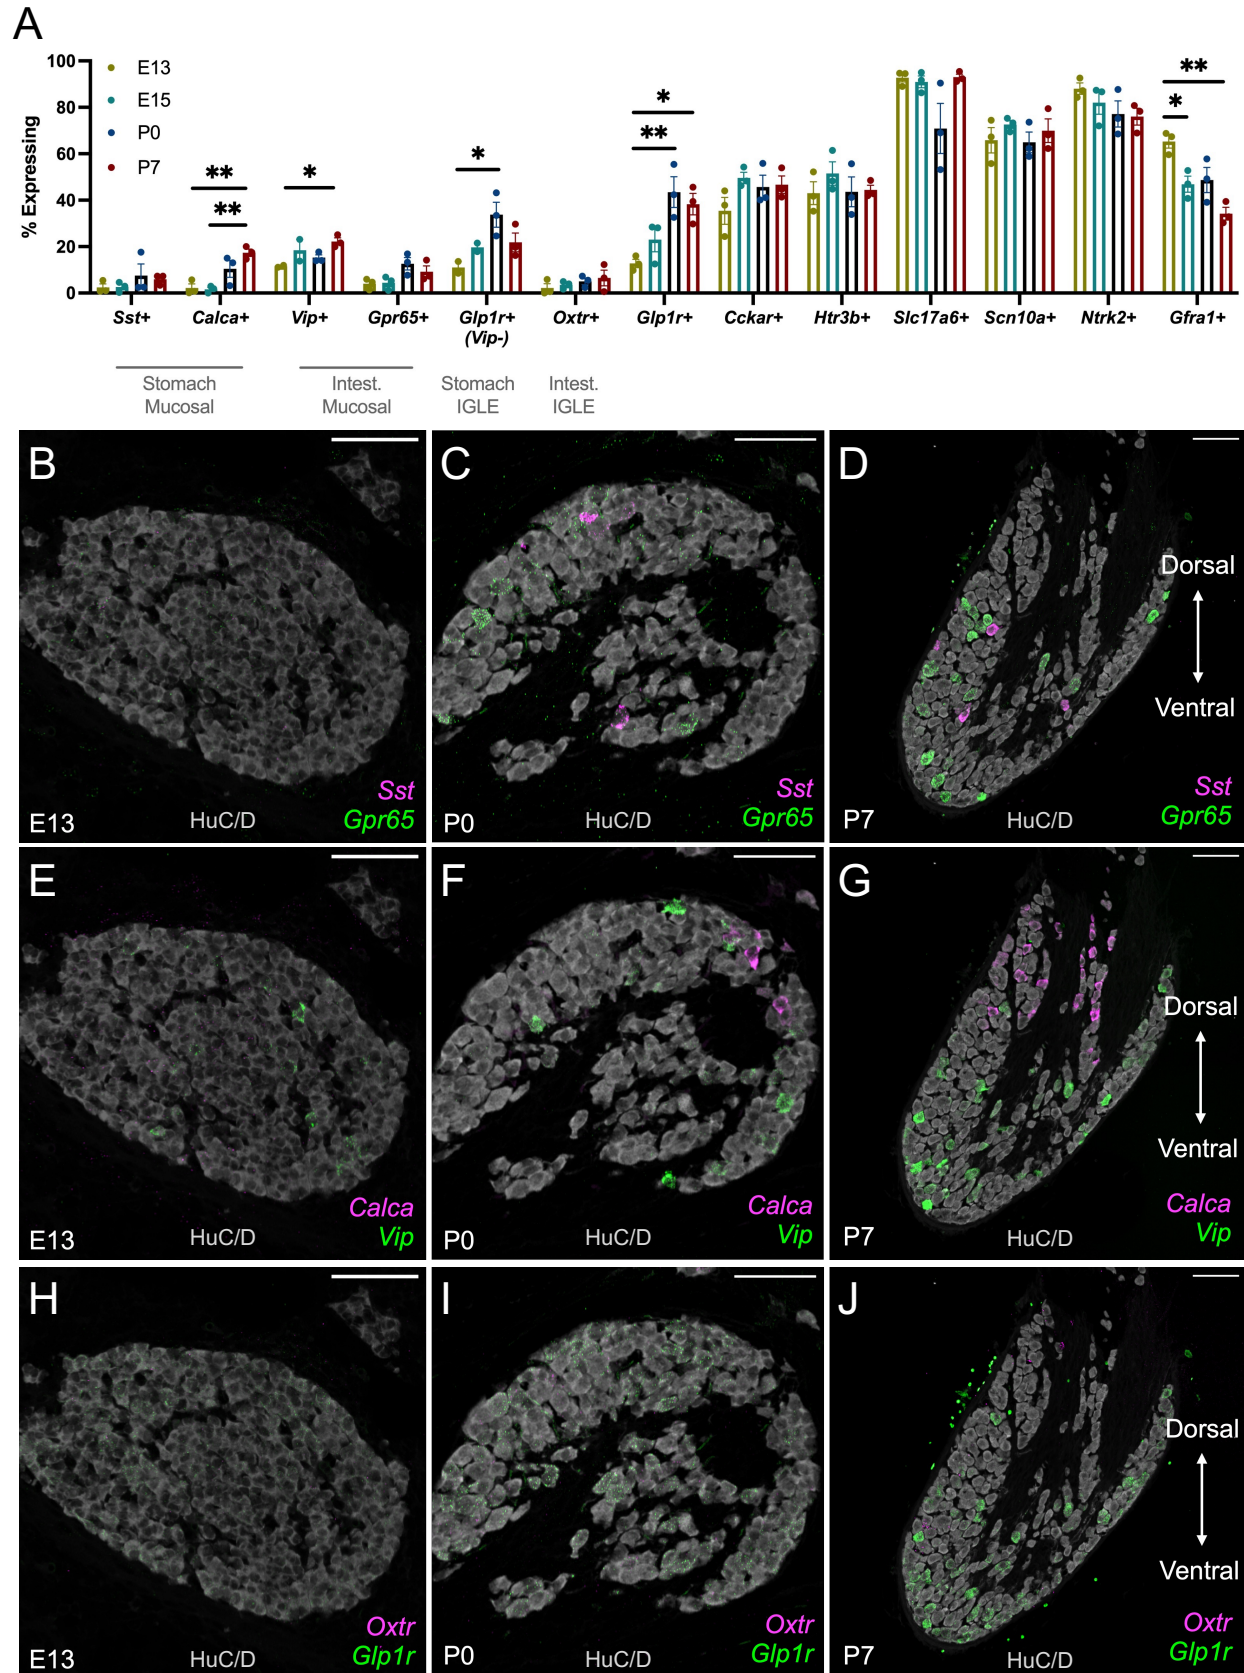 A
% Expressing
100
80
60
40
20
0
E13
E15
P0
P7
** ** * * * ** ** *
Sst+ Calca+ Vip+ Gpr65+ Glp1r+ (Vip-) Oxtr+ Glp1r+ Cckar+ Htr3b+ Slc17a6+ Scn10a+ Ntrk2+ Gfra1+
Stomach Mucosal
Intest. Mucosal
Stomach IGLE
Intest. IGLE
B
Sst
Gpr65
E13 HuC/D
C
Sst
Gpr65
P0 HuC/D
D
Dorsal
Ventral
Sst
Gpr65
P7 HuC/D
E
Calca
Vip
E13 HuC/D
F
Calca
Vip
P0 HuC/D
G
Dorsal
Ventral
Calca
Vip
P7 HuC/D
H
Oxtr
Glp1r
E13 HuC/D
I
Oxtr
Glp1r
P0 HuC/D
J
Dorsal
Ventral
Oxtr
Glp1r
P7 HuC/D